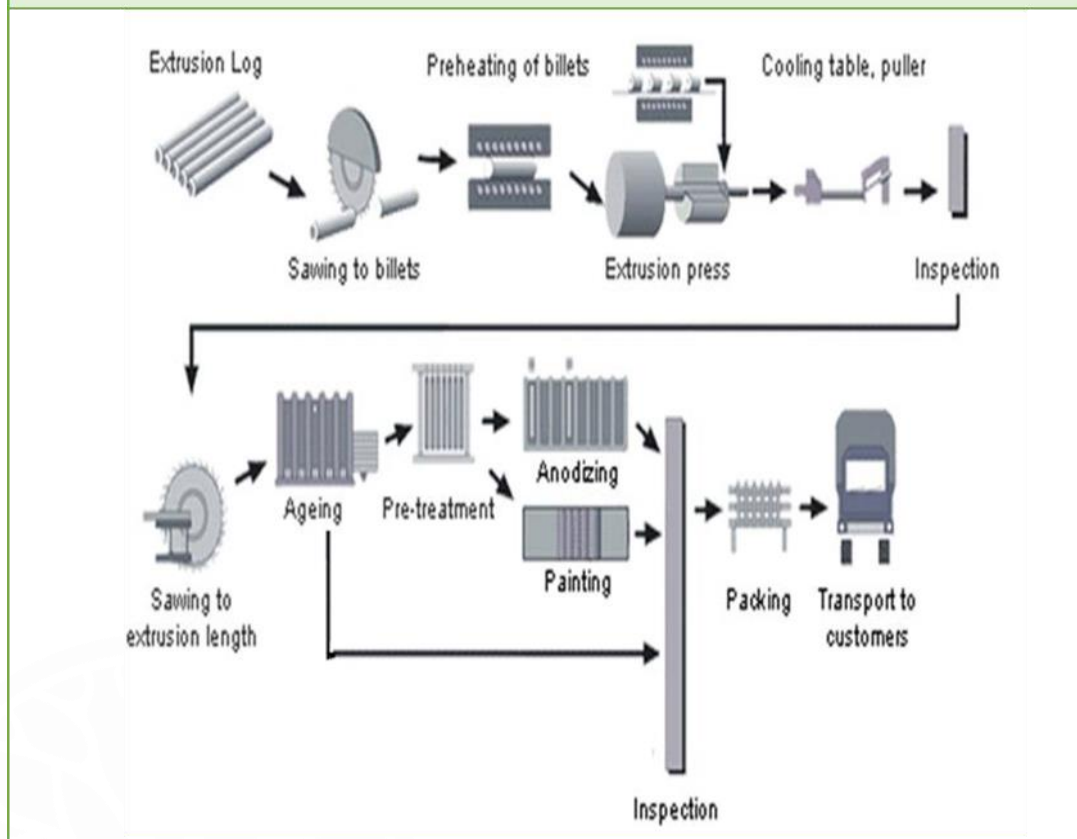 Extrusion Log
Preheating of billets
Cooling table, puller
Sawing to billets
Extrusion press
Inspection
Anodizing
Ageing
Pre-treatment
Painting
Sawing to
extrusion length
Packing
Transport to
customers
Inspection